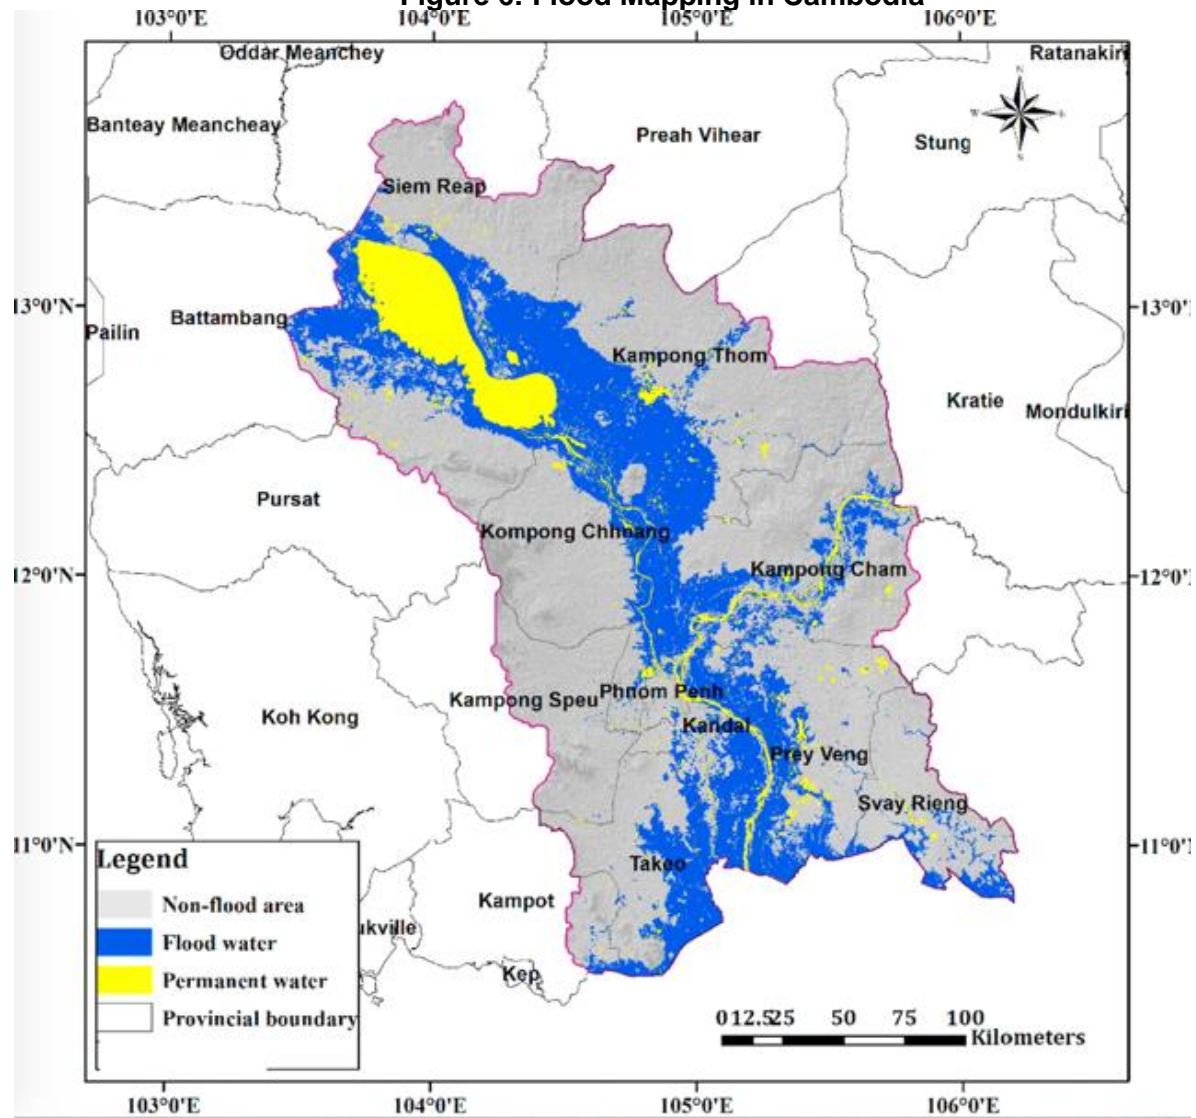 Figure 6: Flood Mapping in Cambodia
103°0'E 104°0'E 105°0'E 106°0'E
Oddar Meanchey
Ratanakiri
Banteay Meancheay
Preah Vihear
Stung
N
W E
S
Siem Reap
13°0'N 13°0'N
Battambang
Pailin
Kampong Thom
Kratie
Mondulkiri
Pursat
Kompong Chhnang
12°0'N 12°0'N
Kampong Cham
Phnom Penh
Kampong Speu
Koh Kong
Kandal
Prey Veng
Svay Rieng
11°0'N 11°0'N
Takeo
Kampot
ukville
Kep
Legend
Non-flood area
Flood water
Permanent water
Provincial boundary
0 12.5 25 50 75 100
Kilometers
103°0'E 104°0'E 105°0'E 106°0'E